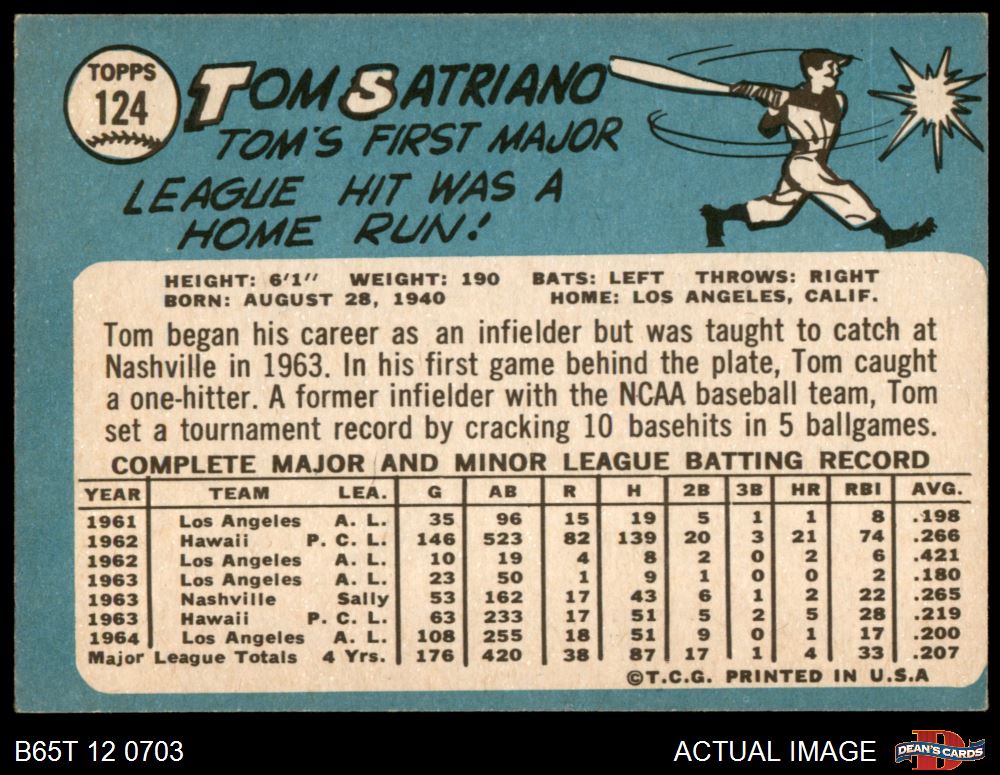 TOPPS
124
TOM SATRIANO
TOM'S FIRST MAJOR
LEAGUE HIT WAS A
HOME RUN!
HEIGHT: 6'1" WEIGHT: 190 BATS: LEFT THROWS: RIGHT
BORN: AUGUST 28, 1940 HOME: LOS ANGELES, CALIF.
Tom began his career as an infielder but was taught to catch at
Nashville in 1963. In his first game behind the plate, Tom caught
a one-hitter. A former infielder with the NCAA baseball team, Tom
set a tournament record by cracking 10 basehits in 5 ballgames.
COMPLETE MAJOR AND MINOR LEAGUE BATTING RECORD
YEAR TEAM LEA. G AB R H 2B 3B HR RBI AVG.
1961 Los Angeles A. L. 35 96 15 19 5 1 1 8 .198
1962 Hawaii P. C. L. 146 523 82 139 20 3 21 74 .266
1962 Los Angeles A. L. 10 19 4 8 2 0 2 6 .421
1963 Los Angeles A. L. 23 50 1 9 1 0 0 2 .180
1963 Nashville Sally 53 162 17 43 6 1 2 22 .265
1963 Hawaii P. C. L. 63 233 17 51 5 2 5 28 .219
1964 Los Angeles A. L. 108 255 18 51 9 0 1 17 .200
Major League Totals 4 Yrs. 176 420 38 87 17 1 4 33 .207
©T.C.G. PRINTED IN U.S.A
B65T 12 0703 ACTUAL IMAGE DEAN'S CARDS